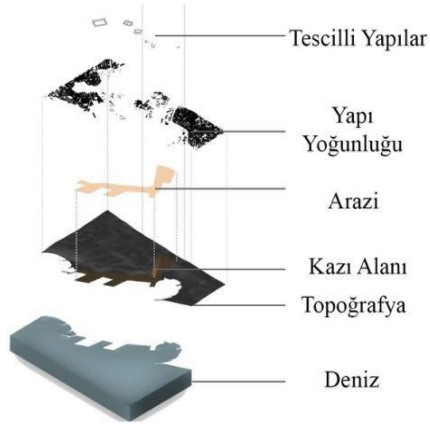 Tescilli Yapılar
Yapı
Yoğunluğu
Arazi
Kazı Alanı
Topoğrafya
Deniz